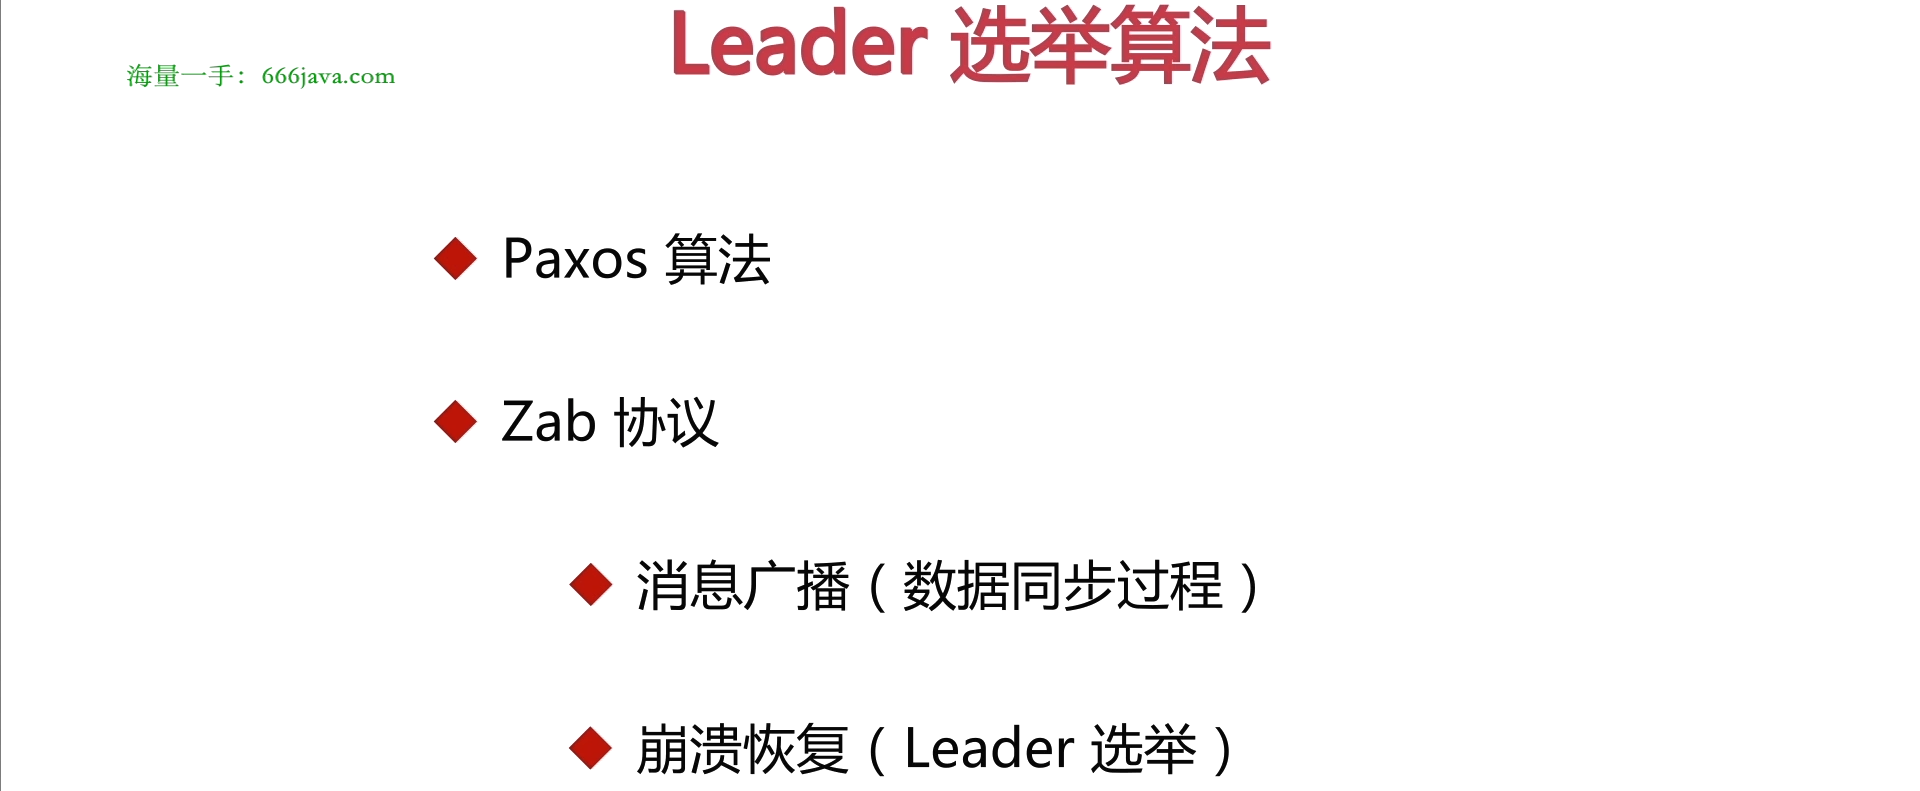 Leader 选举算法
海量一手：666java.com
Paxos 算法
Zab 协议
消息广播（数据同步过程）
崩溃恢复（Leader 选举）